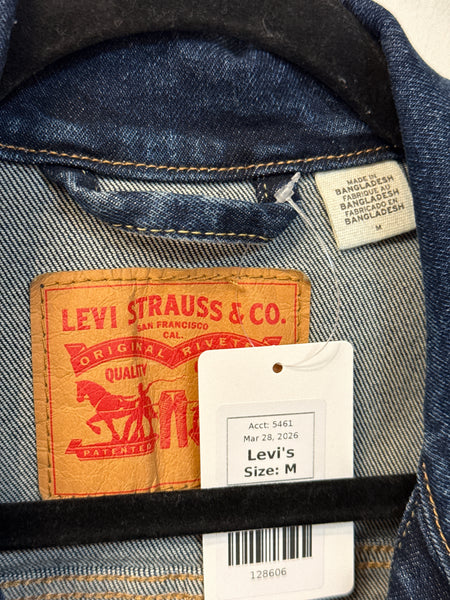 MADE IN
BANGLADESH
FABRIQUE AU
BANGLADESH
FABRICADO EN
BANGLADESH
M
LEVI STRAUSS & CO.
SAN FRANCISCO
CAL.
ORIGINAL RIVETED
QUALITY
PATENTED
Acct: 5461
Mar 28, 2026
Levi's
Size: M
128606